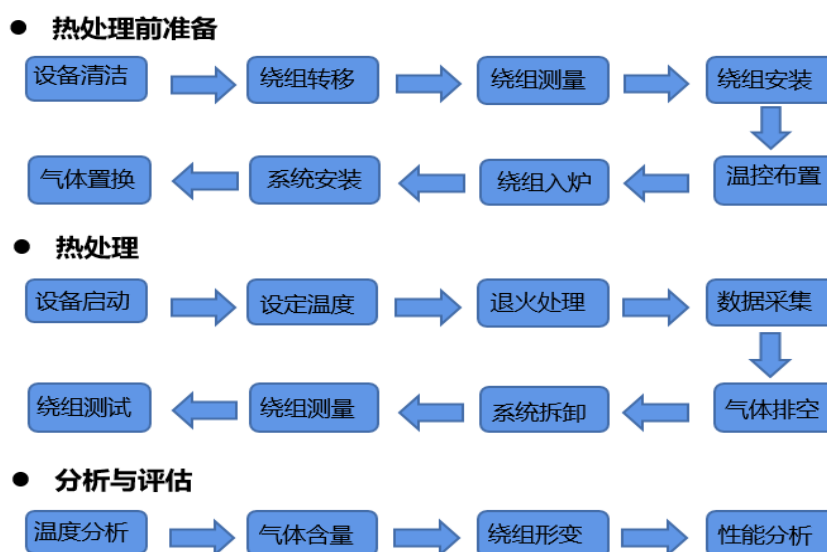 ● 热处理前准备
设备清洁 绕组转移 绕组测量 绕组安装
气体置换 系统安装 绕组入炉 温控布置
● 热处理
设备启动 设定温度 退火处理 数据采集
绕组测试 绕组测量 系统拆卸 气体排空
● 分析与评估
温度分析 气体含量 绕组形变 性能分析